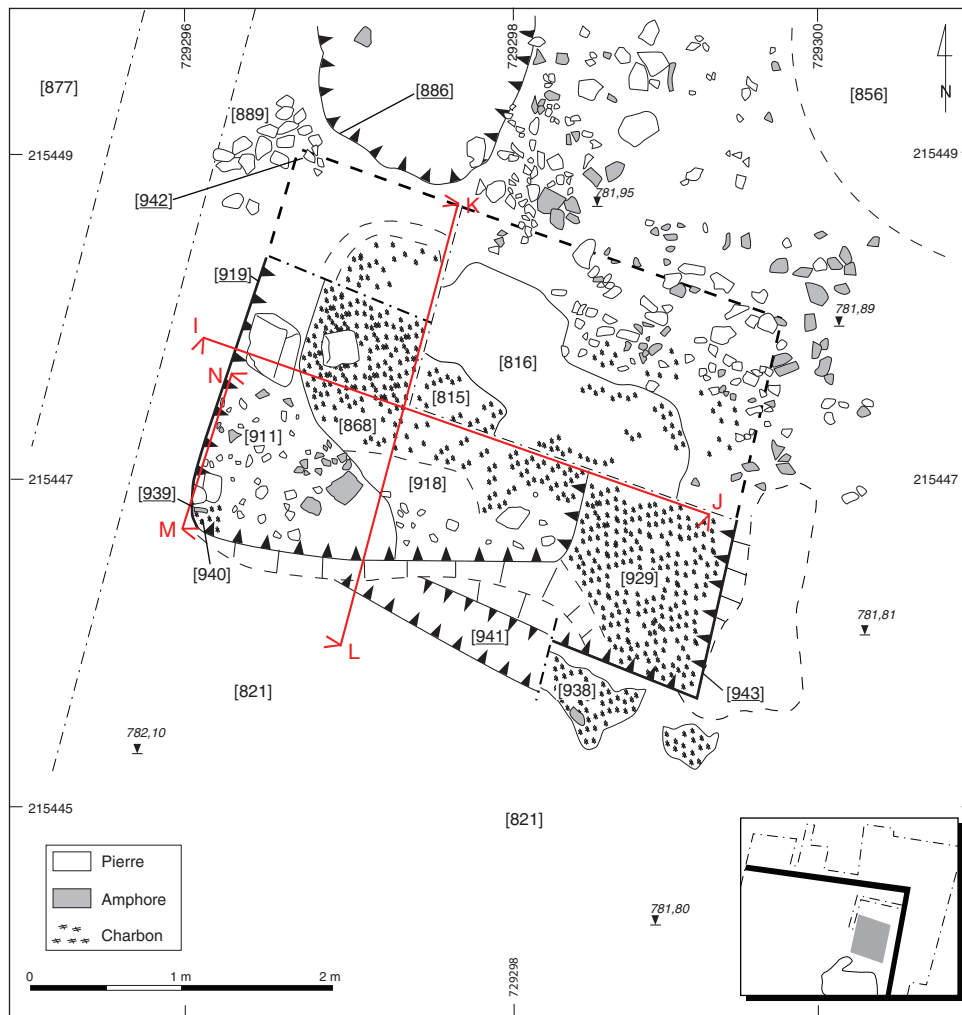 729296
729298
729300
[877]
[886]
[856]
N
[889]
215449
215449
[942]
781,95
K
[919]
781,89
I
[816]
N
[815]
[911]
[868]
215447
[918]
215447
[939]
J
M
[940]
[929]
781,81
[941]
L
[938]
[943]
[821]
782,10
215445
215445
[821]
Pierre
Amphore
Charbon
781,80
729298
0
1 m
2 m